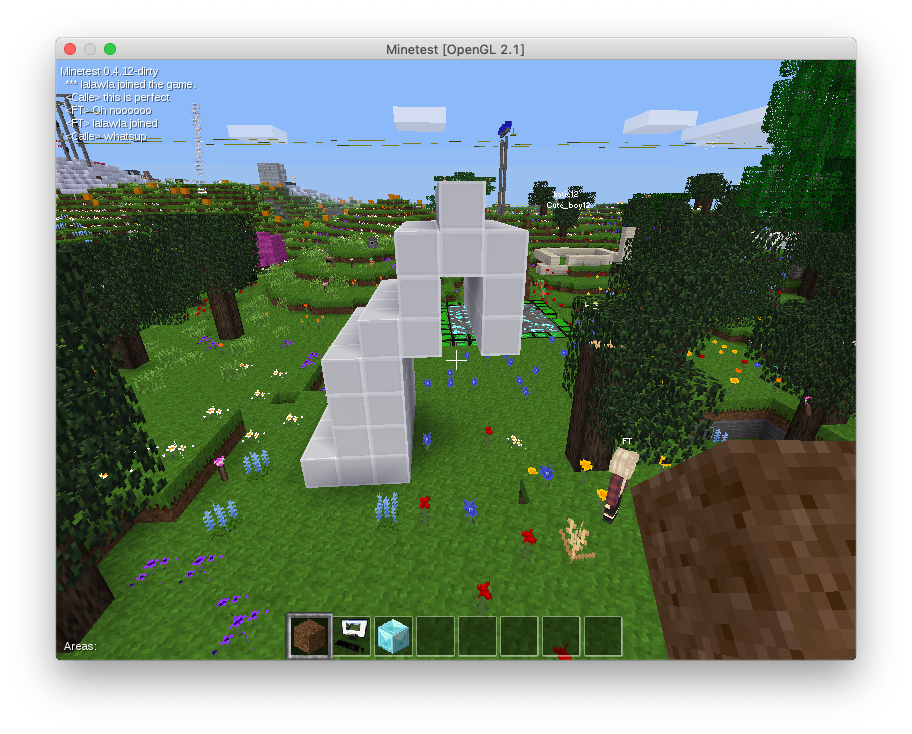 Minetest [OpenGL 2.1]
Minetest 0.4.12-dirty
*** lalawla joined the game.
<Calle> this is perfect
<FT> Oh noooooo
<FT> lalawla joined
<Calle> whatsup
Cute_boy12
FT
Areas: